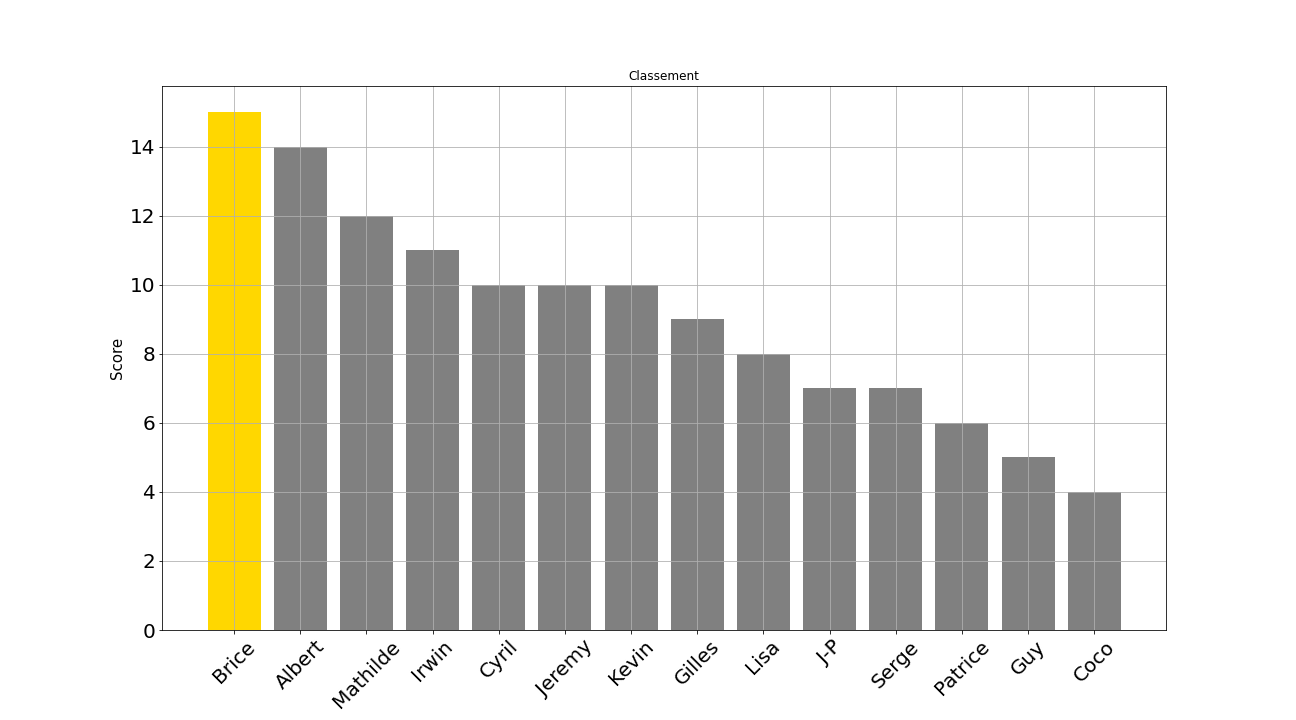 Classement
Score
14
12
10
8
6
4
2
0
Brice Albert Mathilde Irwin Cyril Jeremy Kevin Gilles Lisa J-P Serge Patrice Guy Coco